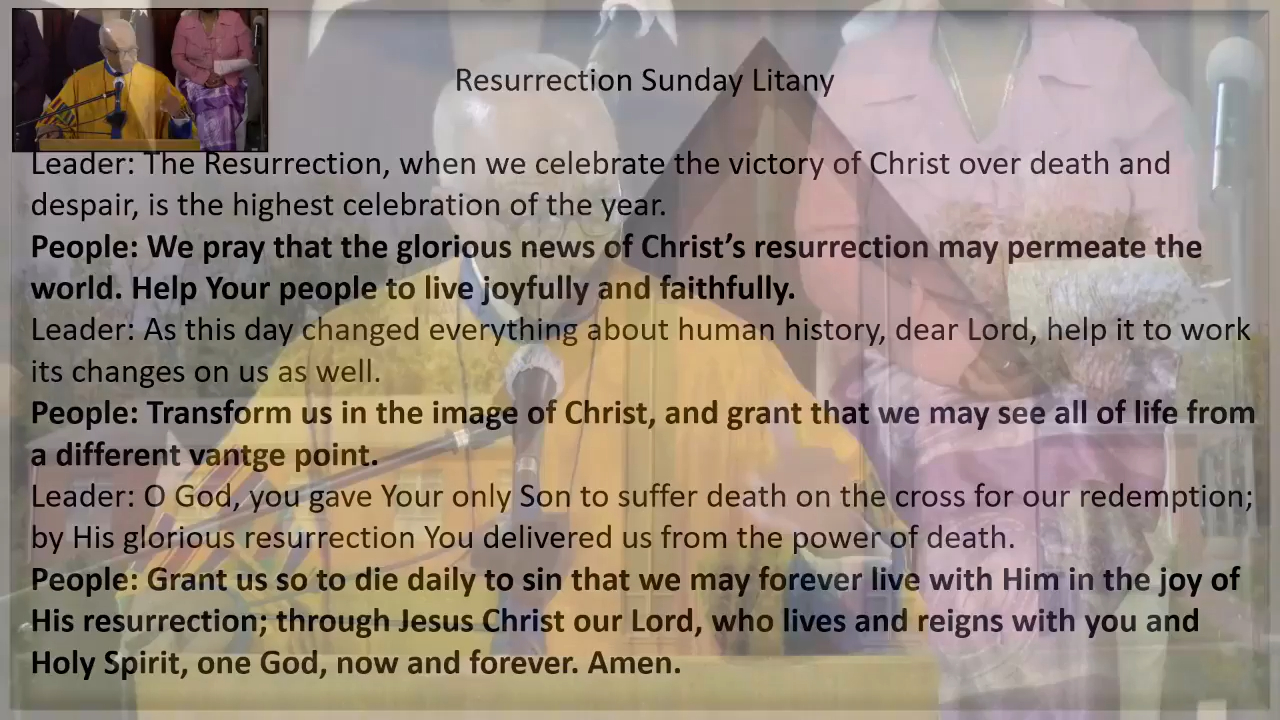 Resurrection Sunday Litany
Leader: The Resurrection, when we celebrate the victory of Christ over death and
despair, is the highest celebration of the year.
People: We pray that the glorious news of Christ’s resurrection may permeate the
world. Help Your people to live joyfully and faithfully.
Leader: As this day changed everything about human history, dear Lord, help it to work
its changes on us as well.
People: Transform us in the image of Christ, and grant that we may see all of life from
a different vantge point.
Leader: O God, you gave Your only Son to suffer death on the cross for our redemption;
by His glorious resurrection You delivered us from the power of death.
People: Grant us so to die daily to sin that we may forever live with Him in the joy of
His resurrection; through Jesus Christ our Lord, who lives and reigns with you and
Holy Spirit, one God, now and forever. Amen.